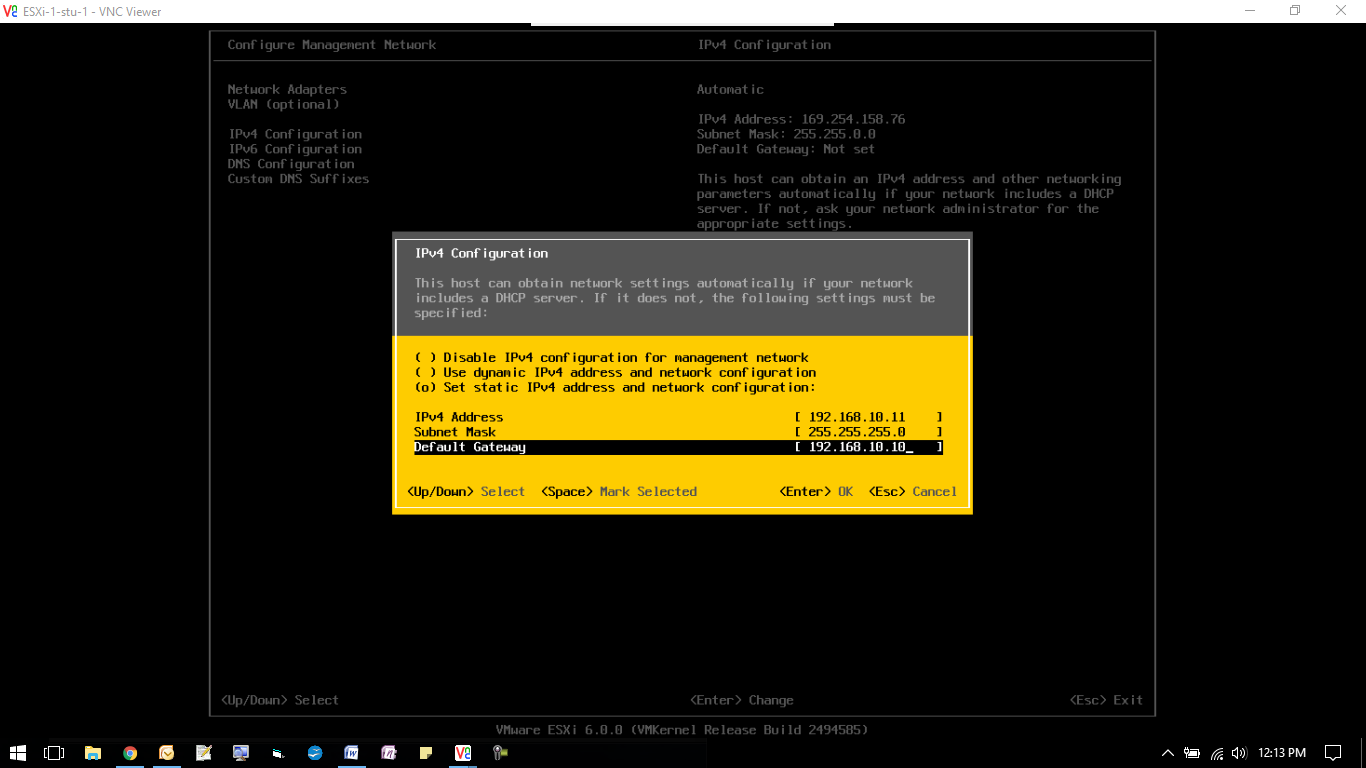 ESXi-1-stu-1 - VNC Viewer
Configure Management Network
IPv4 Configuration
Network Adapters
VLAN (optional)
IPv4 Configuration
IPv6 Configuration
DNS Configuration
Custom DNS Suffixes
Automatic
IPv4 Address: 169.254.158.76
Subnet Mask: 255.255.0.0
Default Gateway: Not set
This host can obtain an IPv4 address and other networking
parameters automatically if your network includes a DHCP
server. If not, ask your network administrator for the
appropriate settings.
IPv4 Configuration
This host can obtain network settings automatically if your network
includes a DHCP server. If it does not, the following settings must be
specified:
( ) Disable IPv4 configuration for management network
( ) Use dynamic IPv4 address and network configuration
(o) Set static IPv4 address and network configuration:
IPv4 Address [ 192.168.10.11 ]
Subnet Mask [ 255.255.255.0 ]
Default Gateway [ 192.168.10.10_ ]
<Up/Down> Select <Space> Mark Selected <Enter> OK <Esc> Cancel
<Up/Down> Select <Enter> Change <Esc> Exit
VMware ESXi 6.0.0 (VMKernel Release Build 2494585)
12:13 PM